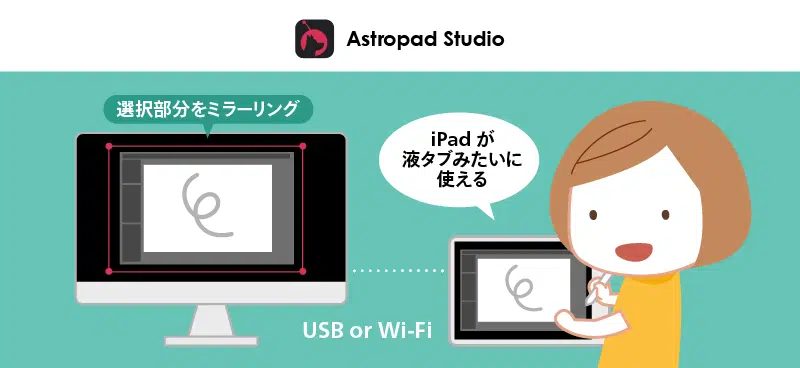 Astropad Studio
選択部分をミラーリング
iPad が
液タブみたいに
使える
USB or Wi-Fi